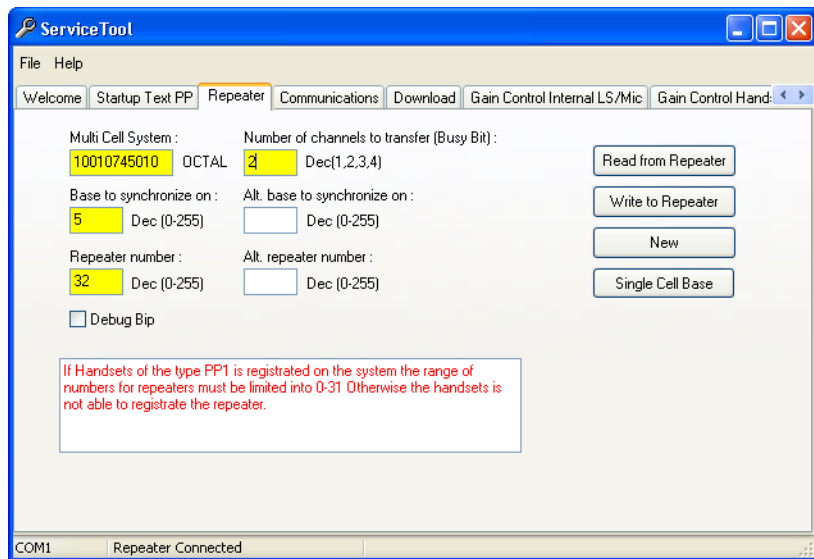 ServiceTool
File Help
Welcome Startup Text PP Repeater Communications Download Gain Control Internal LS/Mic Gain Control Hand
Multi Cell System : Number of channels to transfer (Busy Bit) :
10010745010 OCTAL 2 Dec(1,2,3,4) Read from Repeater
Base to synchronize on : Alt. base to synchronize on : Write to Repeater
5 Dec (0-255) Dec (0-255)
New
Repeater number : Alt. repeater number :
32 Dec (0-255) Dec (0-255) Single Cell Base
Debug Bip
If Handsets of the type PP1 is registrated on the system the range of
numbers for repeaters must be limited into 0-31 Otherwise the handsets is
not able to registrate the repeater.
COM1 Repeater Connected